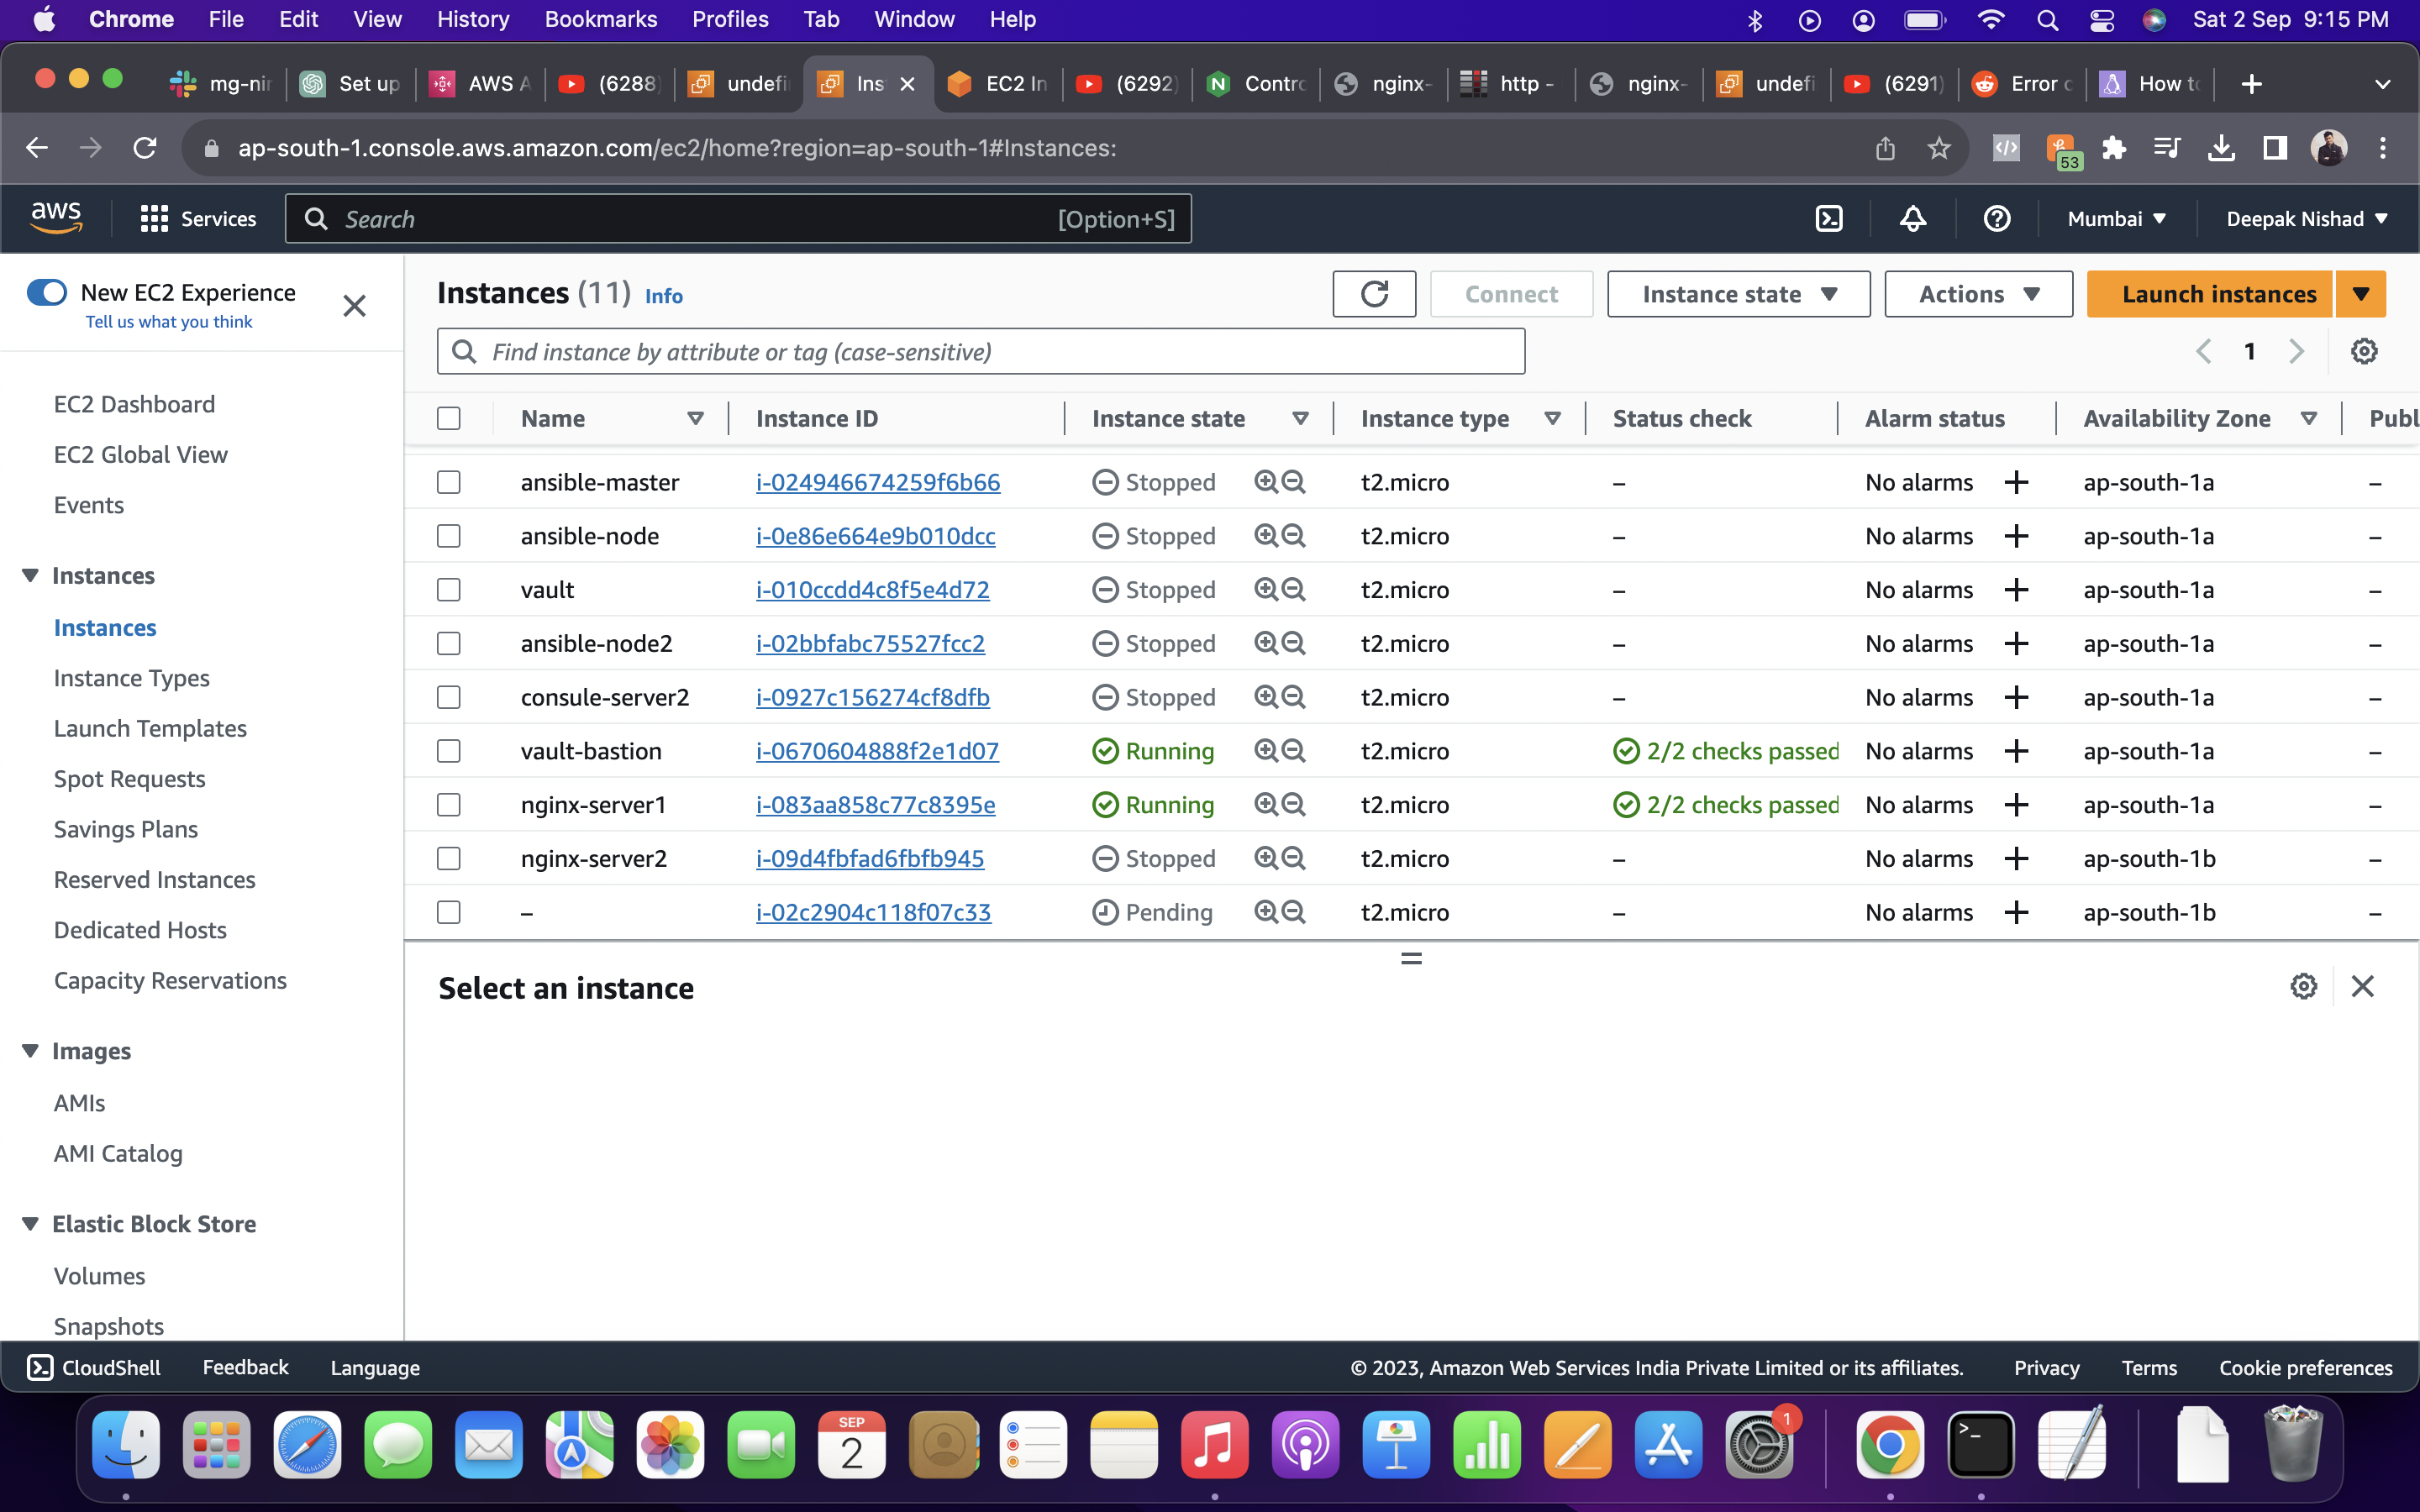 Chrome File Edit View History Bookmarks Profiles Tab Window Help Sat 2 Sep 9:15 PM
mg-nir Set up AWS A (6288) undefi Ins EC2 In (6292) Contro nginx- http - nginx- undefi (6291) Error c How to
ap-south-1.console.aws.amazon.com/ec2/home?region=ap-south-1#Instances: 53
aws Services Search [Option+S] Mumbai Deepak Nishad
New EC2 Experience
Tell us what you think
EC2 Dashboard
EC2 Global View
Events
Instances
Instances
Instance Types
Launch Templates
Spot Requests
Savings Plans
Reserved Instances
Dedicated Hosts
Capacity Reservations
Images
AMIs
AMI Catalog
Elastic Block Store
Volumes
Snapshots
Instances (11) Info Connect Instance state Actions Launch instances
Find instance by attribute or tag (case-sensitive) 1
Name Instance ID Instance state Instance type Status check Alarm status Availability Zone Publ
ansible-master i-024946674259f6b66 Stopped t2.micro – No alarms + ap-south-1a –
ansible-node i-0e86e664e9b010dcc Stopped t2.micro – No alarms + ap-south-1a –
vault i-010ccdd4c8f5e4d72 Stopped t2.micro – No alarms + ap-south-1a –
ansible-node2 i-02bbfabc75527fcc2 Stopped t2.micro – No alarms + ap-south-1a –
consule-server2 i-0927c156274cf8dfb Stopped t2.micro – No alarms + ap-south-1a –
vault-bastion i-0670604888f2e1d07 Running t2.micro 2/2 checks passed No alarms + ap-south-1a –
nginx-server1 i-083aa858c77c8395e Running t2.micro 2/2 checks passed No alarms + ap-south-1a –
nginx-server2 i-09d4fbfad6fbfb945 Stopped t2.micro – No alarms + ap-south-1b –
– i-02c2904c118f07c33 Pending t2.micro – No alarms + ap-south-1b –
Select an instance
CloudShell Feedback Language © 2023, Amazon Web Services India Private Limited or its affiliates. Privacy Terms Cookie preferences
SEP
2
1